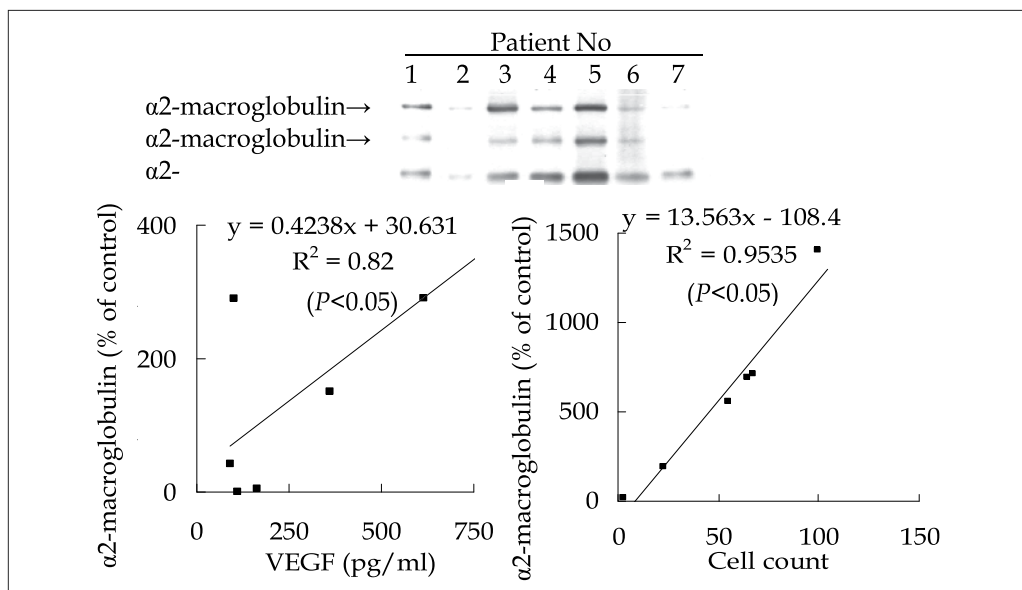 Patient No
1 2 3 4 5 6 7
α2-macroglobulin→
α2-macroglobulin→
α2-
α2-macroglobulin (% of control)
400
200
0
y = 0.4238x + 30.631
R² = 0.82
(P<0.05)
0 250 500 750
VEGF (pg/ml)
α2-macroglobulin (% of control)
1500
1000
500
0
y = 13.563x - 108.4
R² = 0.9535
(P<0.05)
0 50 100 150
Cell count